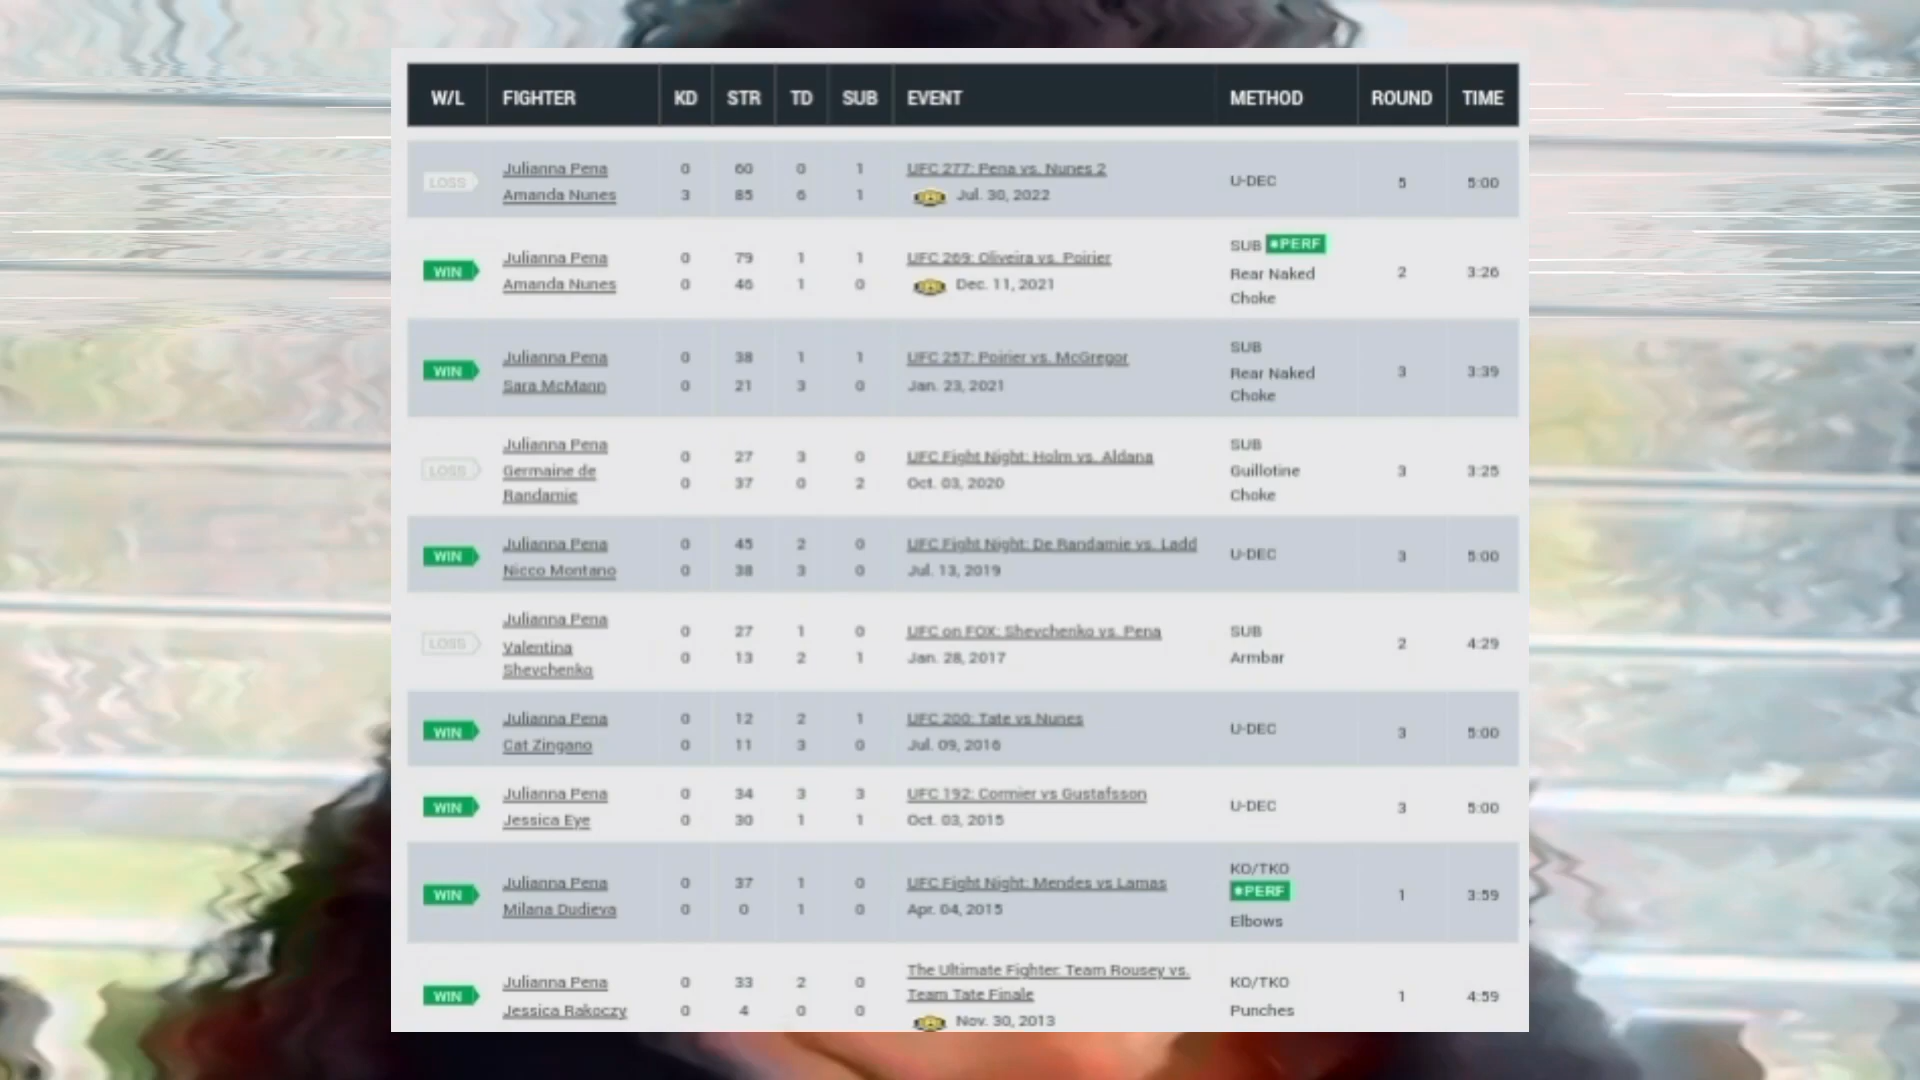 W/L FIGHTER KD STR TD SUB EVENT METHOD ROUND TIME
LOSS Julianna Pena 0 60 0 1 UFC 277: Pena vs. Nunes 2 U-DEC 5 5:00
Amanda Nunes 3 85 6 1 Jul. 30, 2022
SUB *PERF
WIN Julianna Pena 0 79 1 1 UFC 269: Oliveira vs. Poirier Rear Naked 2 3:26
Amanda Nunes 0 46 1 0 Dec. 11, 2021 Choke
SUB
WIN Julianna Pena 0 38 1 1 UFC 257: Poirier vs. McGregor Rear Naked 3 3:39
Sara McMann 0 21 3 0 Jan. 23, 2021 Choke
Julianna Pena 0 27 3 0 UFC Fight Night: Holm vs. Aldana SUB
LOSS Germaine de 0 37 0 2 Oct. 03, 2020 Guillotine 3 3:25
Randamie Choke
WIN Julianna Pena 0 45 2 0 UFC Fight Night: De Randamie vs. Ladd U-DEC 3 5:00
Nicco Montano 0 38 3 0 Jul. 13, 2019
Julianna Pena 0 27 1 0 UFC on FOX: Shevchenko vs. Pena SUB
LOSS Valentina 0 13 2 1 Jan. 28, 2017 Armbar 2 4:29
Shevchenko
WIN Julianna Pena 0 12 2 1 UFC 200: Tate vs Nunes U-DEC 3 5:00
Cat Zingano 0 11 3 0 Jul. 09, 2016
WIN Julianna Pena 0 34 3 3 UFC 192: Cormier vs Gustafsson U-DEC 3 5:00
Jessica Eye 0 30 1 1 Oct. 03, 2015
KO/TKO
WIN Julianna Pena 0 37 1 0 UFC Fight Night: Mendes vs Lamas *PERF 1 3:59
Milana Dudieva 0 0 1 0 Apr. 04, 2015 Elbows
The Ultimate Fighter: Team Rousey vs.
WIN Julianna Pena 0 33 2 0 Team Tate Finale KO/TKO 1 4:59
Jessica Rakoczy 0 4 0 0 Nov. 30, 2013 Punches